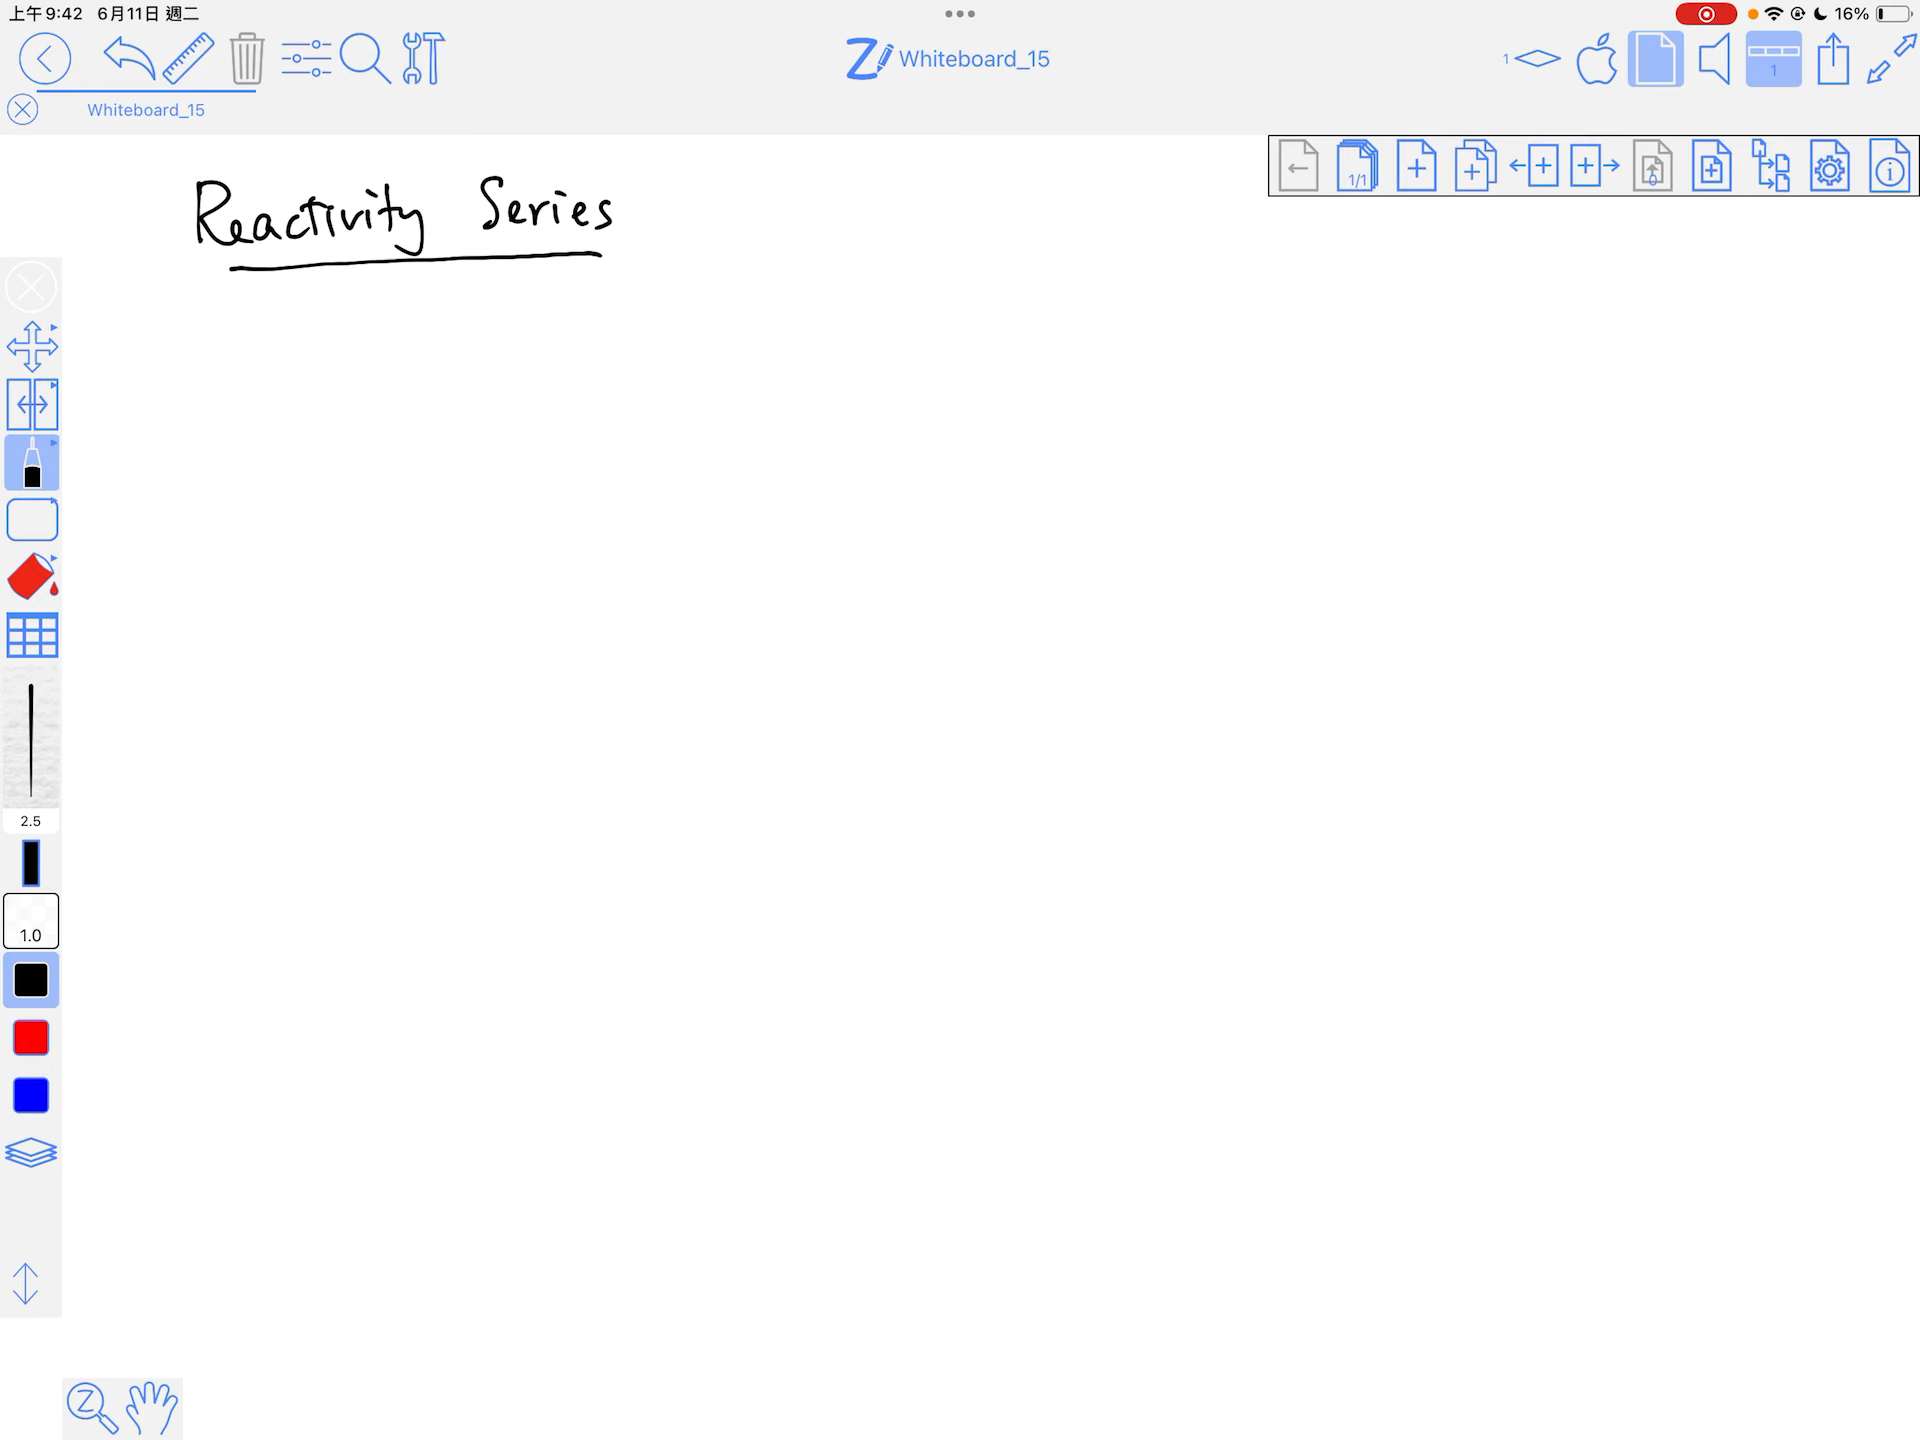 上午9:42 6月11日 週二
16%
Whiteboard_15
1
1
Whiteboard_15
1/1
0
Reactivity Series
2.5
1.0